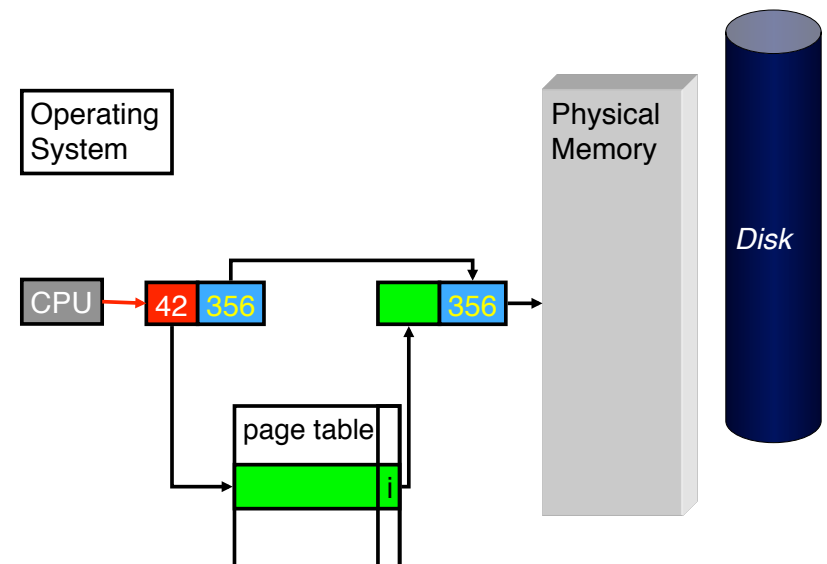 Operating
System
Physical
Memory
Disk
CPU
42 356
356
page table
i